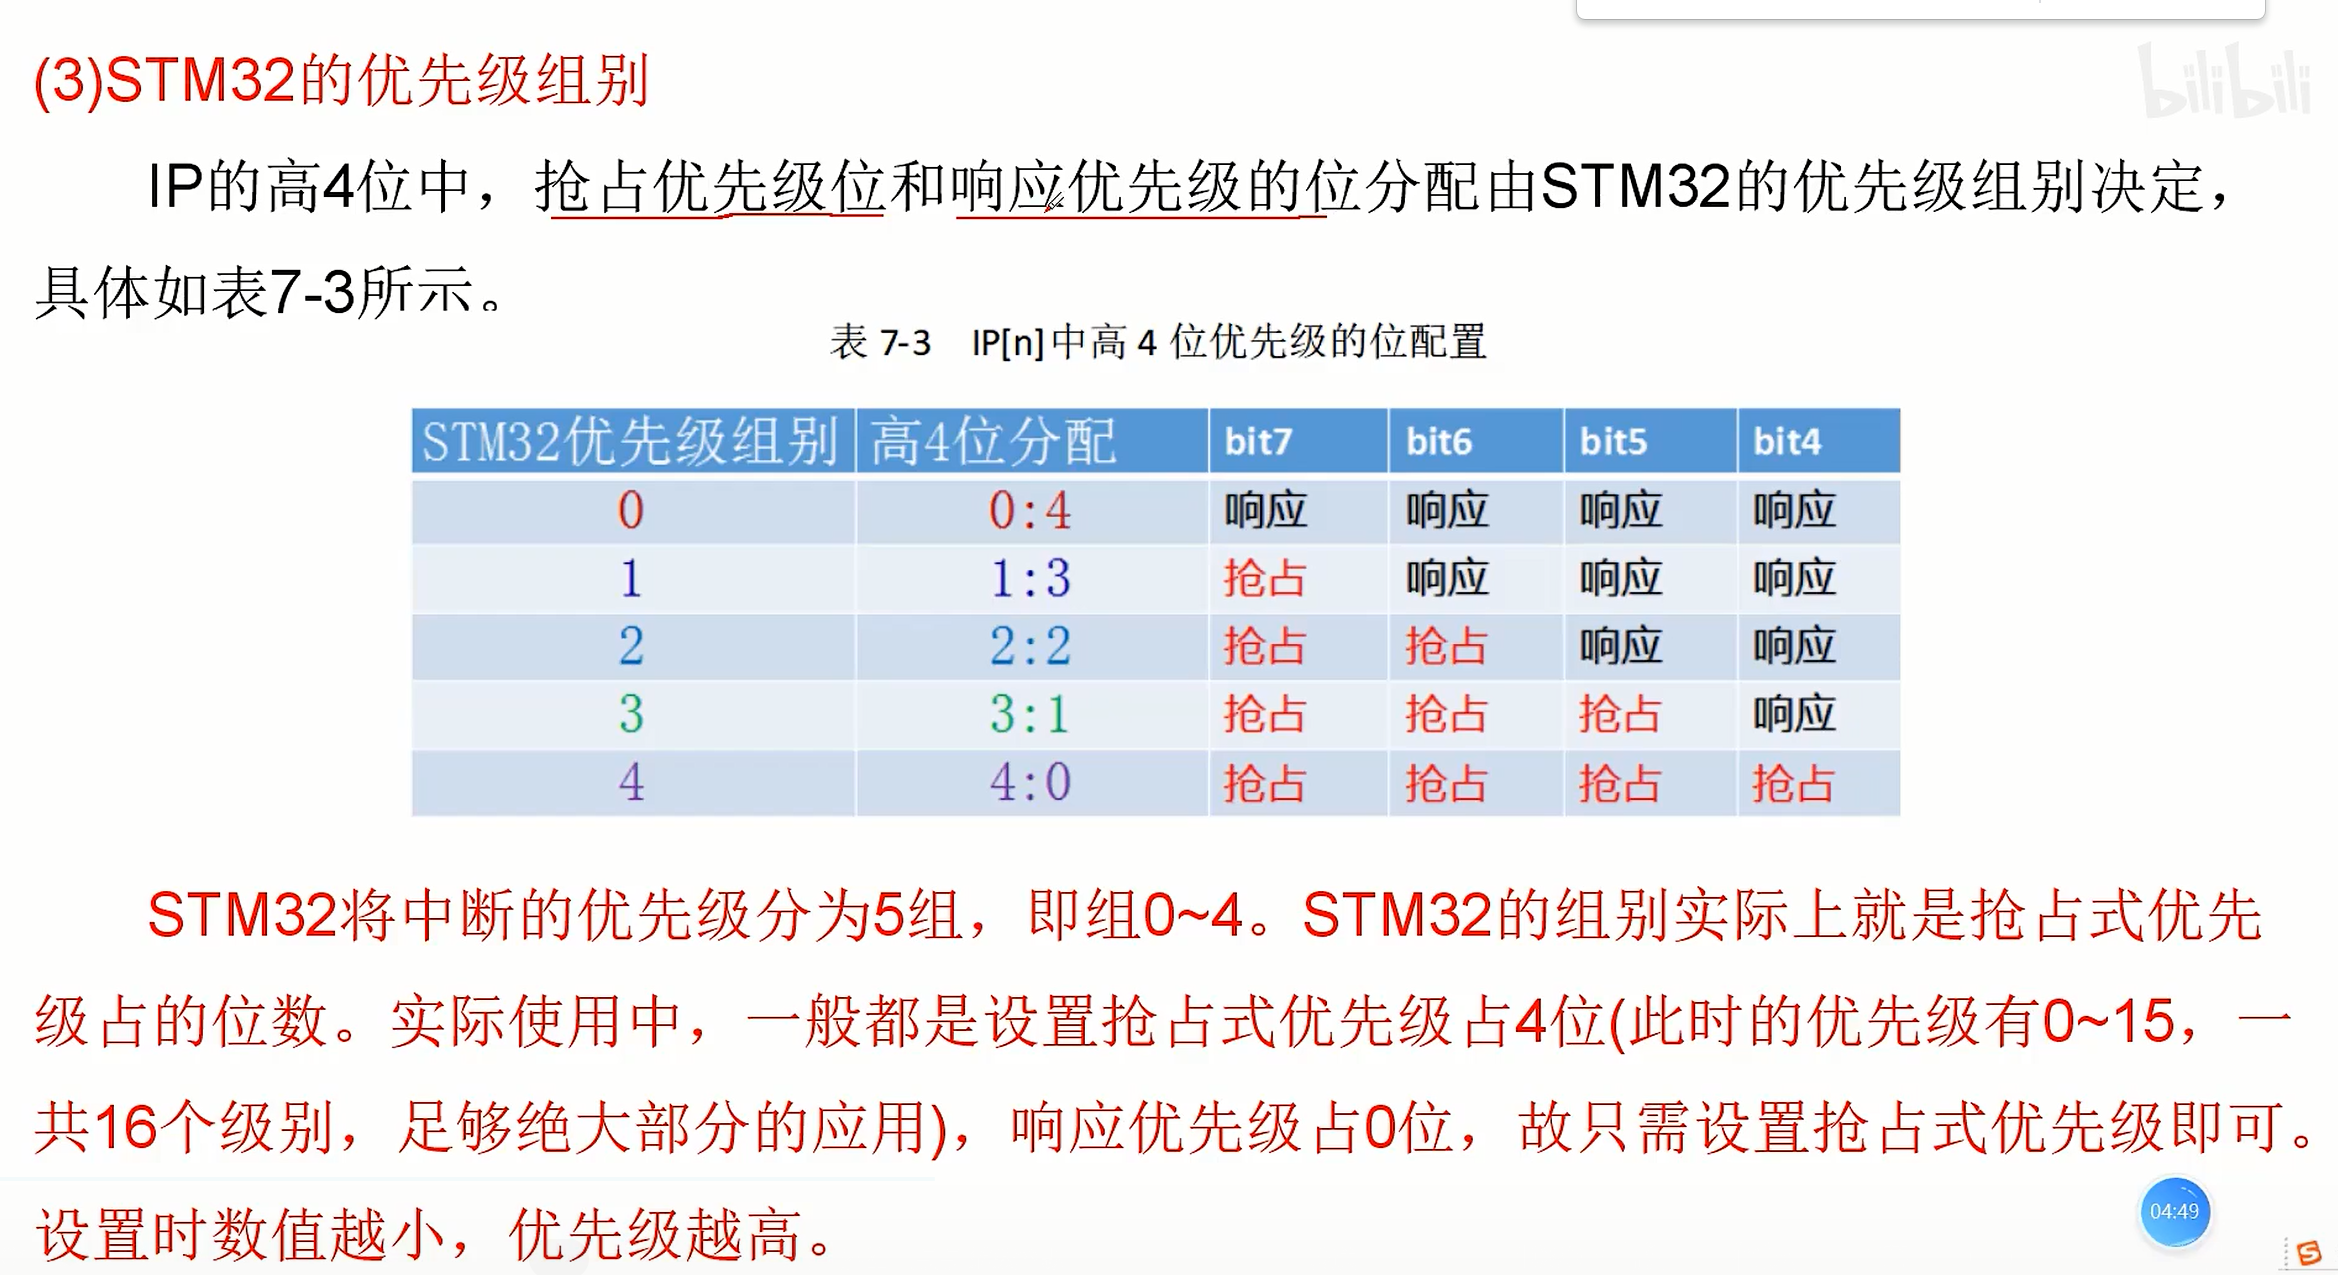 bilibili
(3)STM32的优先级组别
IP的高4位中，抢占优先级位和响应优先级的位分配由STM32的优先级组别决定，
具体如表7-3所示。
表 7-3 IP[n]中高 4 位优先级的位配置
STM32优先级组别 高4位分配 bit7 bit6 bit5 bit4
0 0:4 响应 响应 响应 响应
1 1:3 抢占 响应 响应 响应
2 2:2 抢占 抢占 响应 响应
3 3:1 抢占 抢占 抢占 响应
4 4:0 抢占 抢占 抢占 抢占
STM32将中断的优先级分为5组，即组0~4。STM32的组别实际上就是抢占式优先
级占的位数。实际使用中，一般都是设置抢占式优先级占4位(此时的优先级有0~15，一
共16个级别，足够绝大部分的应用)，响应优先级占0位，故只需设置抢占式优先级即可。
设置时数值越小，优先级越高。
04:49
S